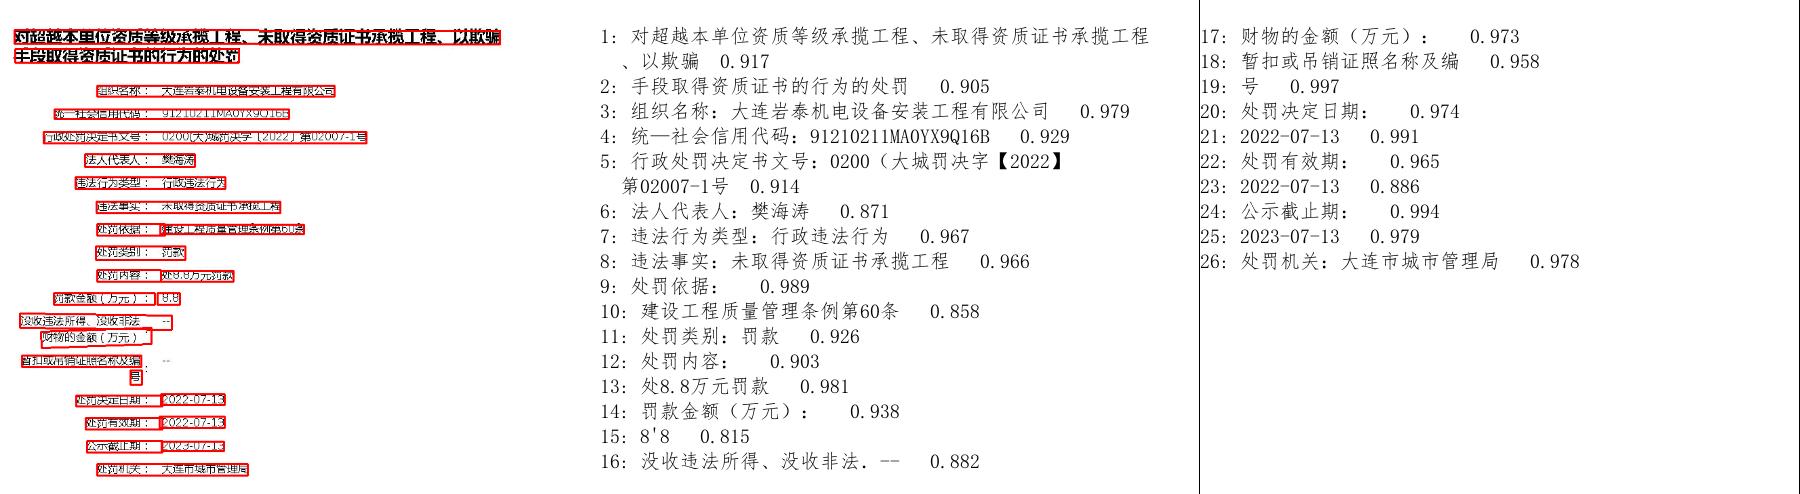 对超越本单位资质等级承揽工程、未取得资质证书承揽工程、以欺骗
手段取得资质证书的行为的处罚
组织名称： 大连岩泰机电设备安装工程有限公司
统一社会信用代码： 91210211MA0YX9Q16B
行政处罚决定书文号： 0200(大)城罚决字〔2022〕第02007-1号
法人代表人： 樊海涛
违法行为类型： 行政违法行为
违法事实： 未取得资质证书承揽工程
处罚依据： 建设工程质量管理条例第60条
处罚类别： 罚款
处罚内容： 处8.8万元罚款
罚款金额（万元）： 8.8
没收违法所得、没收非法 --
财物的金额（万元）：
暂扣或吊销证照名称及编 --
号：
处罚决定日期： 2022-07-13
处罚有效期： 2022-07-13
公示截止期： 2023-07-13
处罚机关： 大连市城市管理局
1: 对超越本单位资质等级承揽工程、未取得资质证书承揽工程
、以欺骗 0.917
2: 手段取得资质证书的行为的处罚 0.905
3: 组织名称：大连岩泰机电设备安装工程有限公司 0.979
4: 统一社会信用代码：91210211MA0YX9Q16B 0.929
5: 行政处罚决定书文号：0200（大城罚决字【2022】
第02007-1号 0.914
6: 法人代表人：樊海涛 0.871
7: 违法行为类型：行政违法行为 0.967
8: 违法事实：未取得资质证书承揽工程 0.966
9: 处罚依据： 0.989
10: 建设工程质量管理条例第60条 0.858
11: 处罚类别：罚款 0.926
12: 处罚内容： 0.903
13: 处8.8万元罚款 0.981
14: 罚款金额（万元）： 0.938
15: 8'8 0.815
16: 没收违法所得、没收非法．-- 0.882
17: 财物的金额（万元）： 0.973
18: 暂扣或吊销证照名称及编 0.958
19: 号 0.997
20: 处罚决定日期： 0.974
21: 2022-07-13 0.991
22: 处罚有效期： 0.965
23: 2022-07-13 0.886
24: 公示截止期： 0.994
25: 2023-07-13 0.979
26: 处罚机关：大连市城市管理局 0.978